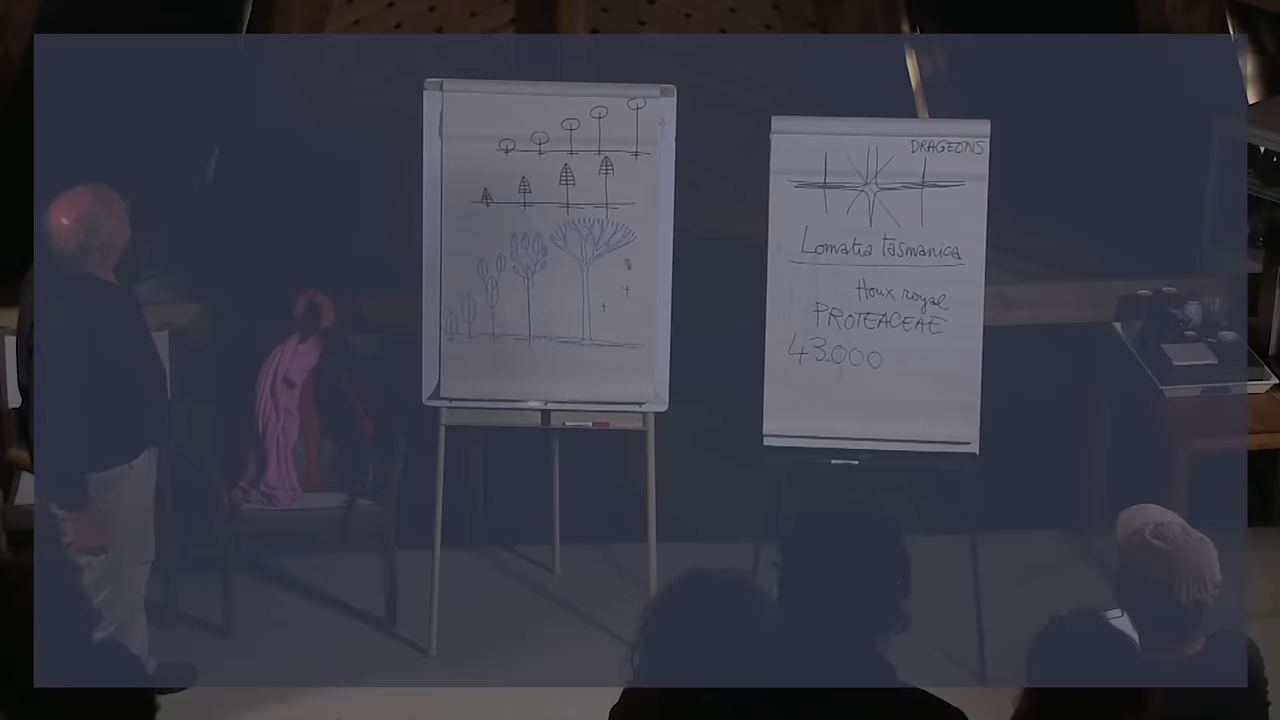 DRAGEONS
Lomatia tasmanica
Houx royal
PROTEACEAE
43.000